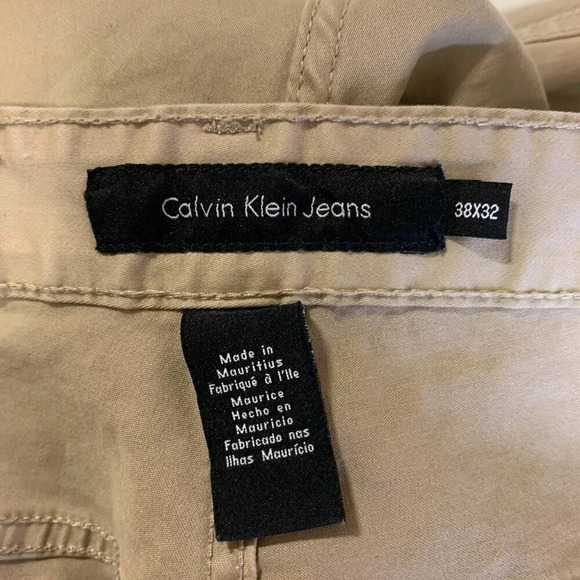 Calvin Klein Jeans
38X32
Made in
Mauritius
Fabriqué à l'Ile
Maurice
Hecho en
Mauricio
Fabricado nas
Ilhas Maurício